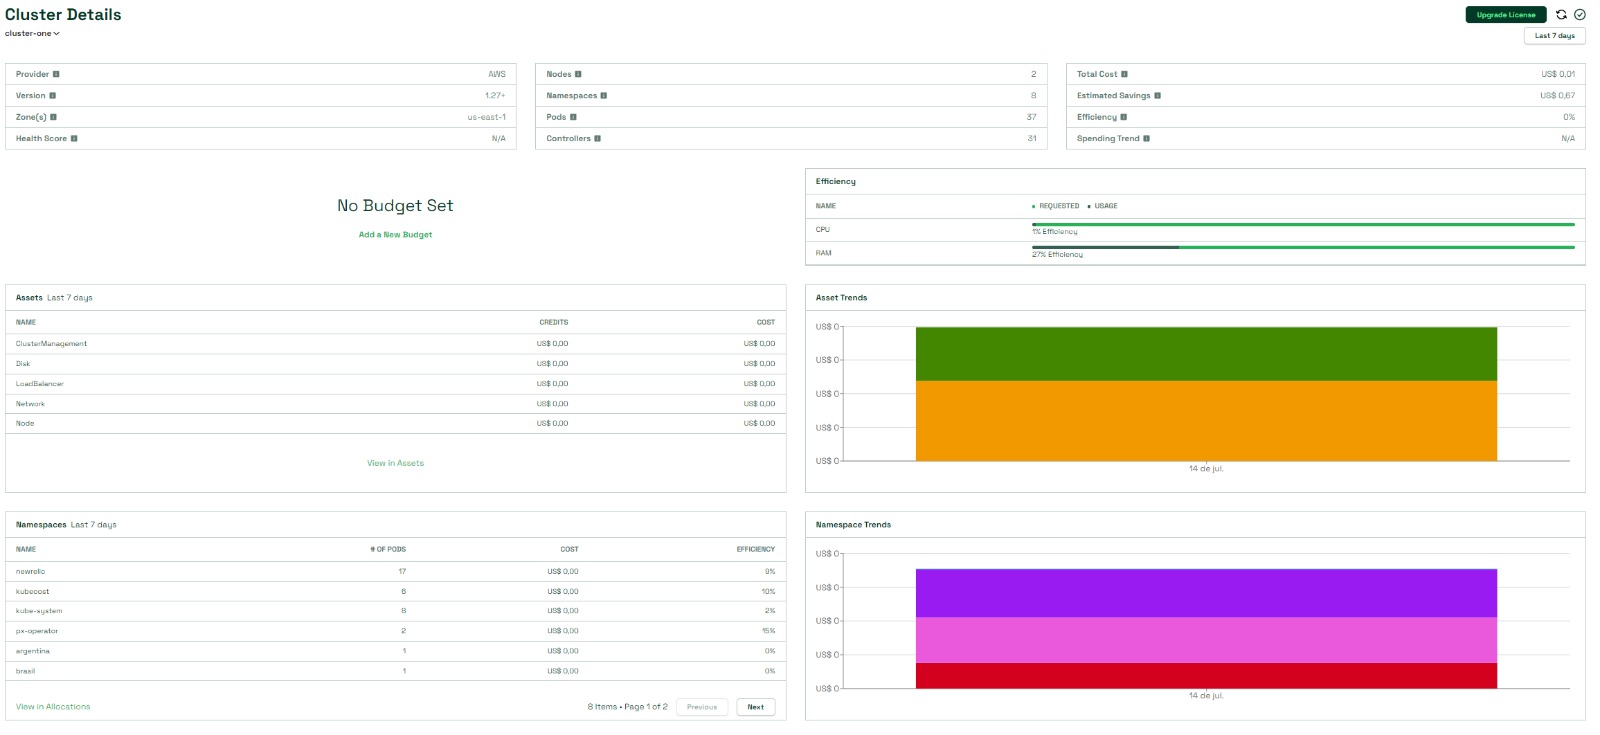 Cluster Details
Upgrade License
cluster-one
Last 7 days
Provider AWS
Version 1.27+
Zone(s) us-east-1
Health Score N/A
Nodes 2
Namespaces 8
Pods 37
Controllers 31
Total Cost US$ 0,01
Estimated Savings US$ 0,67
Efficiency 0%
Spending Trend N/A
No Budget Set
Add a New Budget
Efficiency
NAME REQUESTED USAGE
CPU 1% Efficiency
RAM 27% Efficiency
Assets Last 7 days
NAME CREDITS COST
ClusterManagement US$ 0,00 US$ 0,00
Disk US$ 0,00 US$ 0,00
LoadBalancer US$ 0,00 US$ 0,00
Network US$ 0,00 US$ 0,00
Node US$ 0,00 US$ 0,00
View in Assets
Asset Trends
US$ 0
US$ 0
US$ 0
US$ 0
US$ 0
14 de jul.
Namespaces Last 7 days
NAME # OF PODS COST EFFICIENCY
newrelic 17 US$ 0,00 9%
kubecost 6 US$ 0,00 10%
kube-system 8 US$ 0,00 2%
px-operator 2 US$ 0,00 15%
argentina 1 US$ 0,00 0%
brasil 1 US$ 0,00 0%
View in Allocations
8 Items • Page 1 of 2 Previous Next
Namespace Trends
US$ 0
US$ 0
US$ 0
US$ 0
US$ 0
14 de jul.